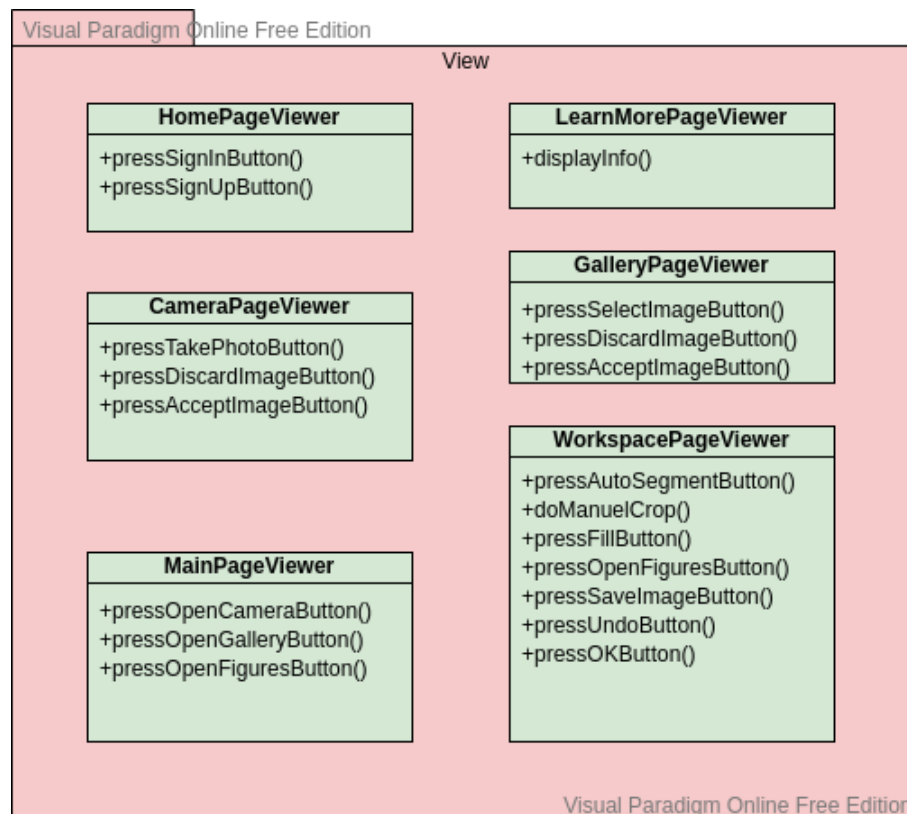 Visual Paradigm Online Free Edition
View
HomePageViewer
+pressSignInButton()
+pressSignUpButton()
LearnMorePageViewer
+displayInfo()
CameraPageViewer
+pressTakePhotoButton()
+pressDiscardImageButton()
+pressAcceptImageButton()
GalleryPageViewer
+pressSelectImageButton()
+pressDiscardImageButton()
+pressAcceptImageButton()
MainPageViewer
+pressOpenCameraButton()
+pressOpenGalleryButton()
+pressOpenFiguresButton()
WorkspacePageViewer
+pressAutoSegmentButton()
+doManuelCrop()
+pressFillButton()
+pressOpenFiguresButton()
+pressSaveImageButton()
+pressUndoButton()
+pressOKButton()
Visual Paradigm Online Free Edition